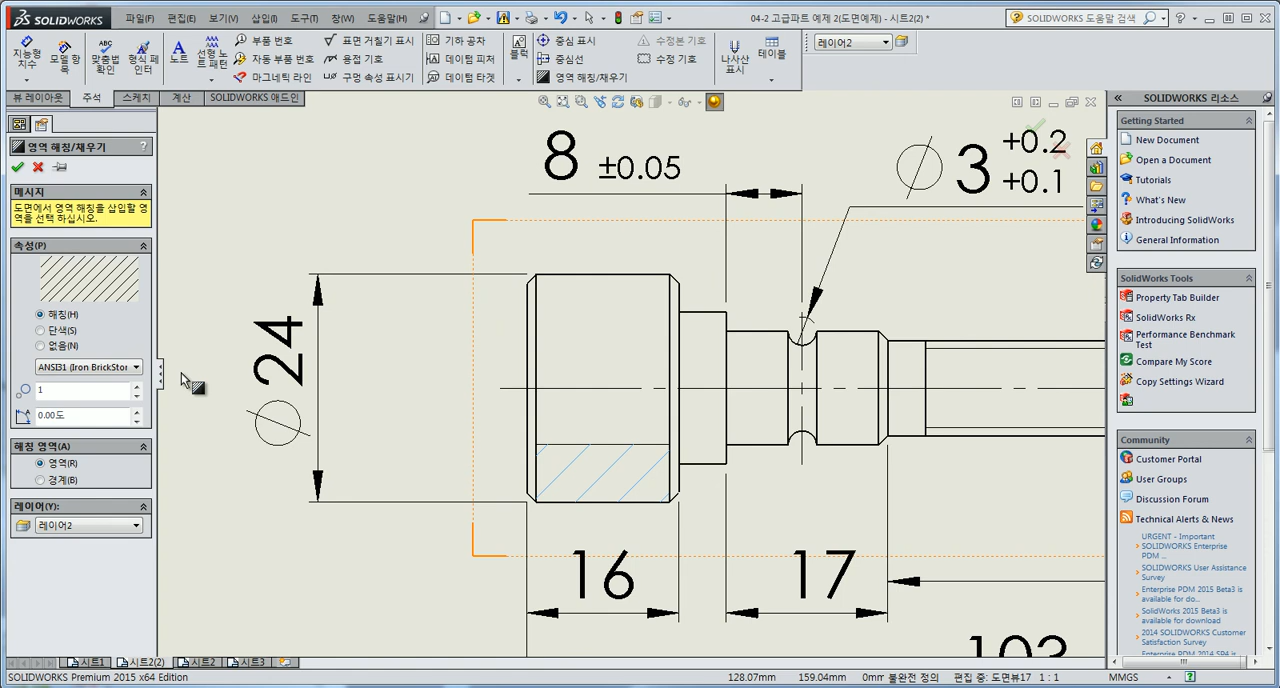 SOLIDWORKS 파일(F) 편집(E) 보기(V) 삽입(I) 도구(T) 창(W) 도움말(H) 04-2 고급파트 예제 2(도면예제) - 시트2(2) * SOLIDWORKS 도움말 검색
지능형 치수
모델 항목
맞춤법 확인
형식 페인터
노트
선형 노트 패턴
부품 번호
자동 부품 번호
마그네틱 라인
표면 거칠기 표시
용접 기호
구멍 속성 표시기
기하 공차
데이텀 피처
데이텀 타겟
블럭
중심 표시
중심선
영역 해칭/채우기
수정본 기호
수정 기호
나사산 표시
테이블
레이어2
뷰 레이아웃 주석 스케치 계산 SOLIDWORKS 애드인
영역 해칭/채우기 ?
메시지
도면에서 영역 해칭을 삽입할 영
역을 선택 하십시오.
속성(P)
해칭(H)
단색(S)
없음(N)
ANSI31 (Iron BrickStor
1
0.00도
해칭 영역(A)
영역(R)
경계(B)
레이어(Y):
레이어2
8 ±0.05
3 +0.2
+0.1
24
16
17
103
SOLIDWORKS 리소스
Getting Started
New Document
Open a Document
Tutorials
What's New
Introducing SolidWorks
General Information
SolidWorks Tools
Property Tab Builder
SolidWorks Rx
Performance Benchmark
Test
Compare My Score
Copy Settings Wizard
Community
Customer Portal
User Groups
Discussion Forum
Technical Alerts & News
URGENT - Important
SOLIDWORKS Enterprise
PDM ...
SOLIDWORKS User Assistance
Survey
Enterprise PDM 2015 Beta3 is
available for do...
SolidWorks 2015 Beta3 is
available for download
2014 SOLIDWORKS Customer
Satisfaction Survey
Enterprise PDM 2014 SP4 is
시트1 시트2(2) 시트2 시트3
SOLIDWORKS Premium 2015 x64 Edition 128.07mm 159.04mm 0mm 불완전 정의 편집 중: 도면뷰17 1 : 1 MMGS